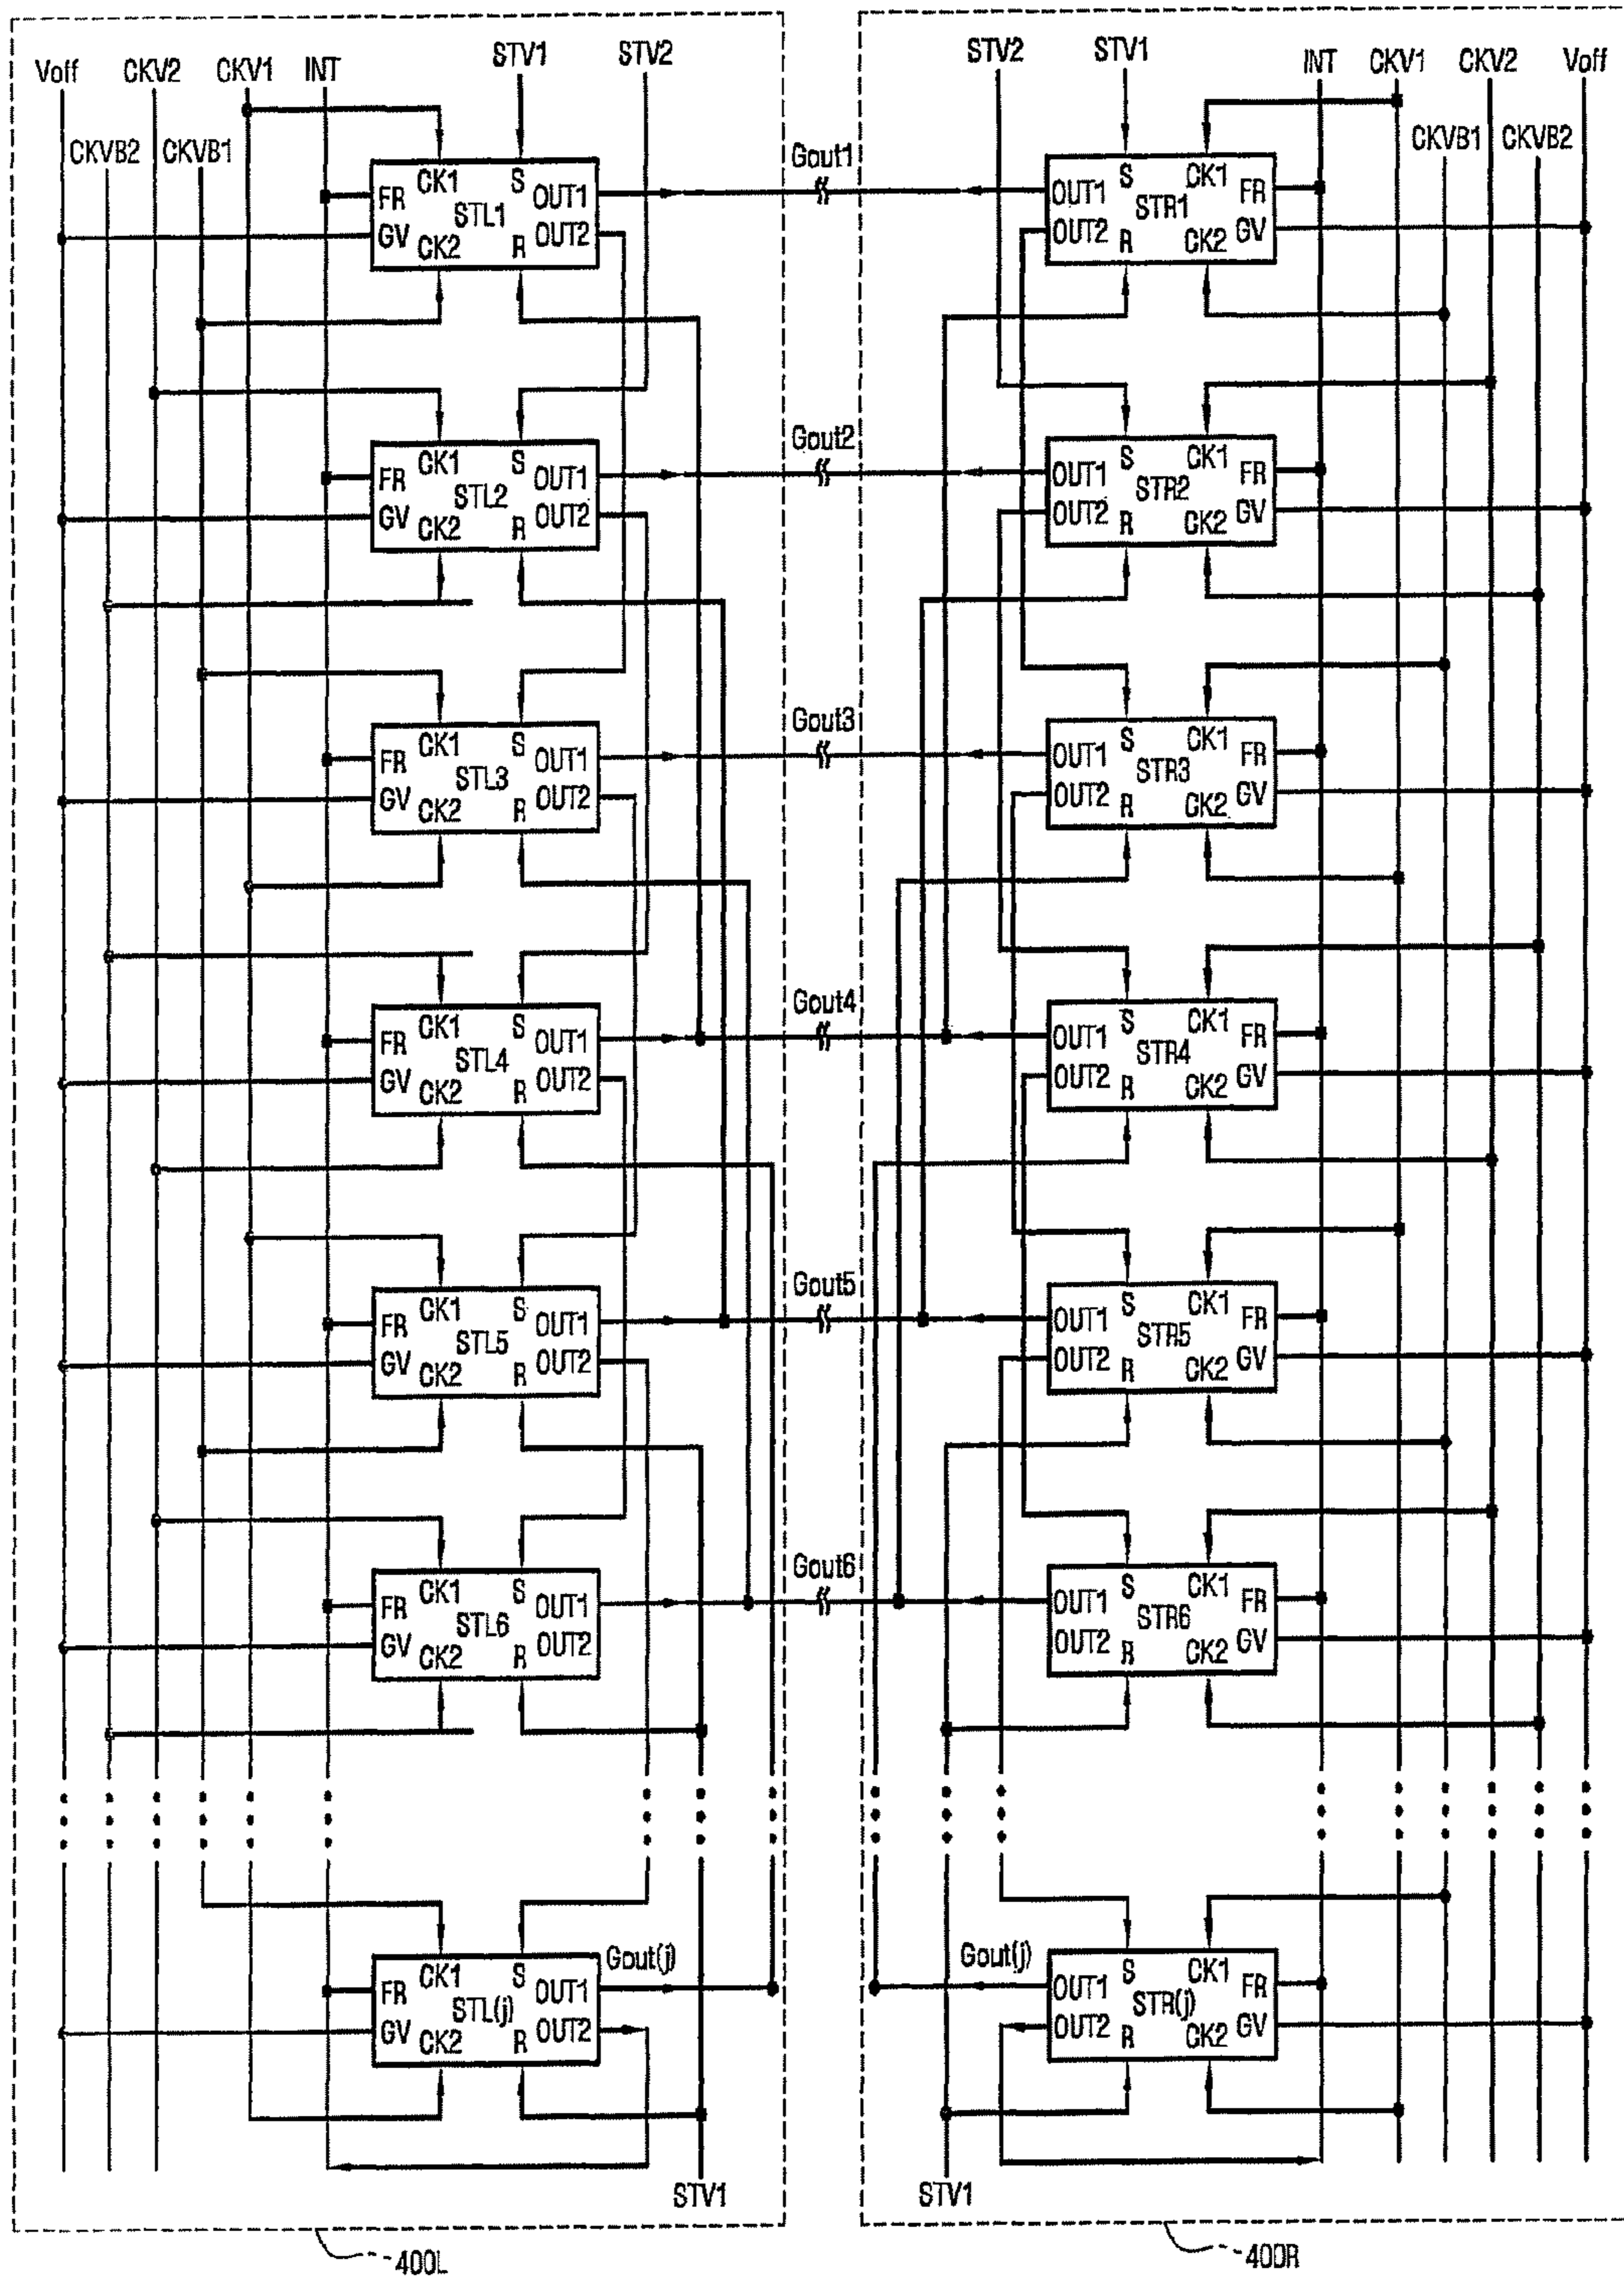 STV1 STV2 STV2 STV1
Voff CKV2 CKV1 INT INT CKV1 CKV2 Voff
CKVB2 CKVB1 CKVB1 CKVB2
Gout1
FR CK1 S OUT1 OUT1 S CK1 FR
STL1 STR1
GV CK2 R OUT2 OUT2 R CK2 GV
Gout2
FR CK1 S OUT1 OUT1 S CK1 FR
STL2 STR2
GV CK2 R OUT2 OUT2 R CK2 GV
Gout3
FR CK1 S OUT1 OUT1 S CK1 FR
STL3 STR3
GV CK2 R OUT2 OUT2 R CK2 GV
Gout4
FR CK1 S OUT1 OUT1 S CK1 FR
STL4 STR4
GV CK2 R OUT2 OUT2 R CK2 GV
Gout5
FR CK1 S OUT1 OUT1 S CK1 FR
STL5 STR5
GV CK2 R OUT2 OUT2 R CK2 GV
Gout6
FR CK1 S OUT1 OUT1 S CK1 FR
STL6 STR6
GV CK2 R OUT2 OUT2 R CK2 GV
Gout(j) Gout(j)
FR CK1 S OUT1 OUT1 S CK1 FR
STL(j) STR(j)
GV CK2 R OUT2 OUT2 R CK2 GV
STV1 STV1
400L 400R